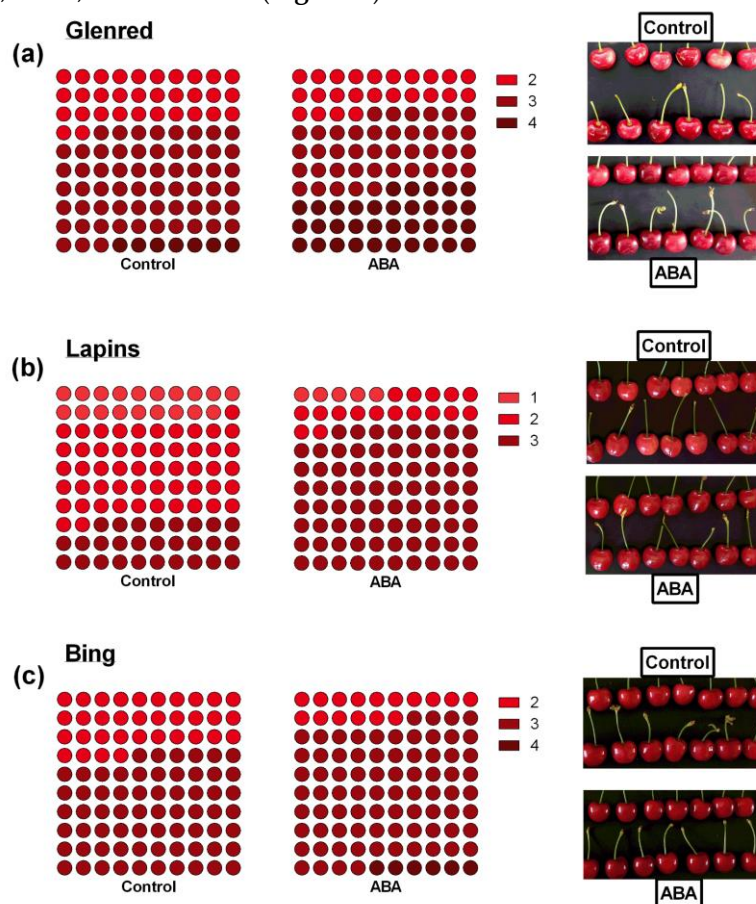 Glenred
(a)
Control
2
3
4
Control
ABA
ABA
Lapins
(b)
Control
1
2
3
Control
ABA
ABA
Bing
(c)
Control
2
3
4
Control
ABA
ABA